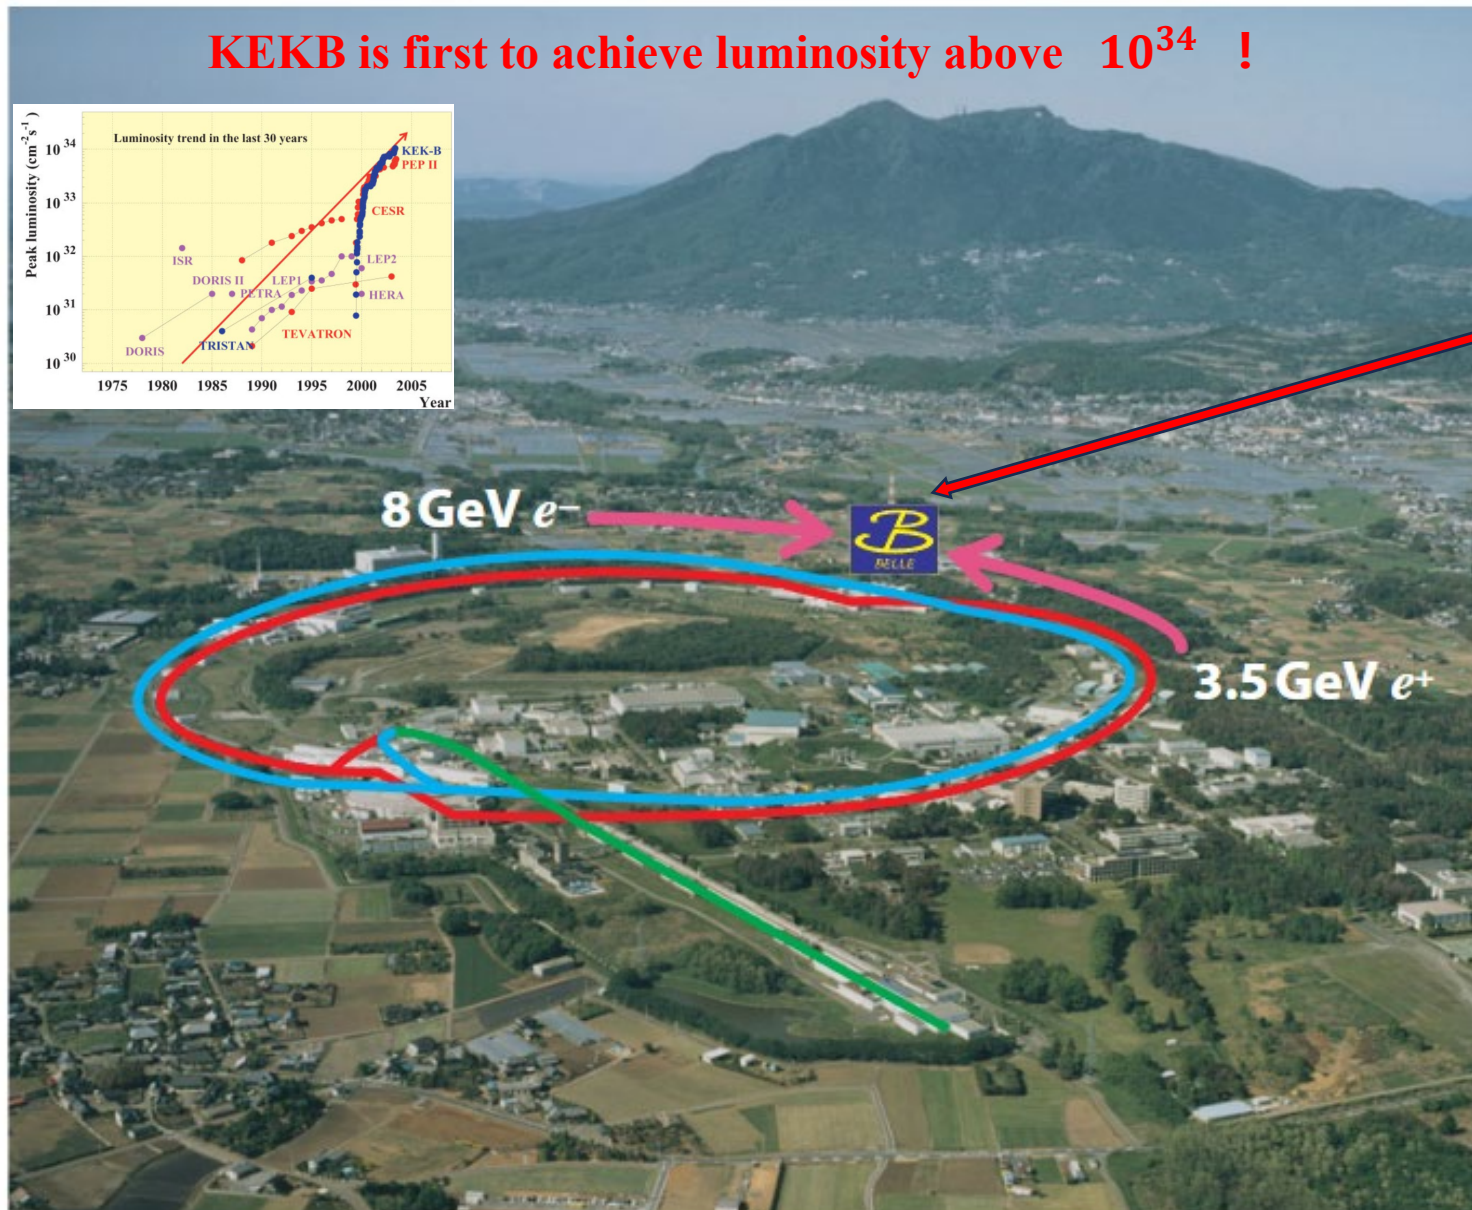 KEKB is first to achieve luminosity above 10³⁴ !
Luminosity trend in the last 30 years
Peak luminosity (cm⁻²s⁻¹)
10³⁴
10³³
10³²
10³¹
10³⁰
KEK-B
PEP II
CESR
ISR
LEP2
DORIS II
LEP1
PETRA
HERA
TEVATRON
TRISTAN
DORIS
1975 1980 1985 1990 1995 2000 2005
Year
8 GeV e⁻
B
BELLE
3.5 GeV e⁺